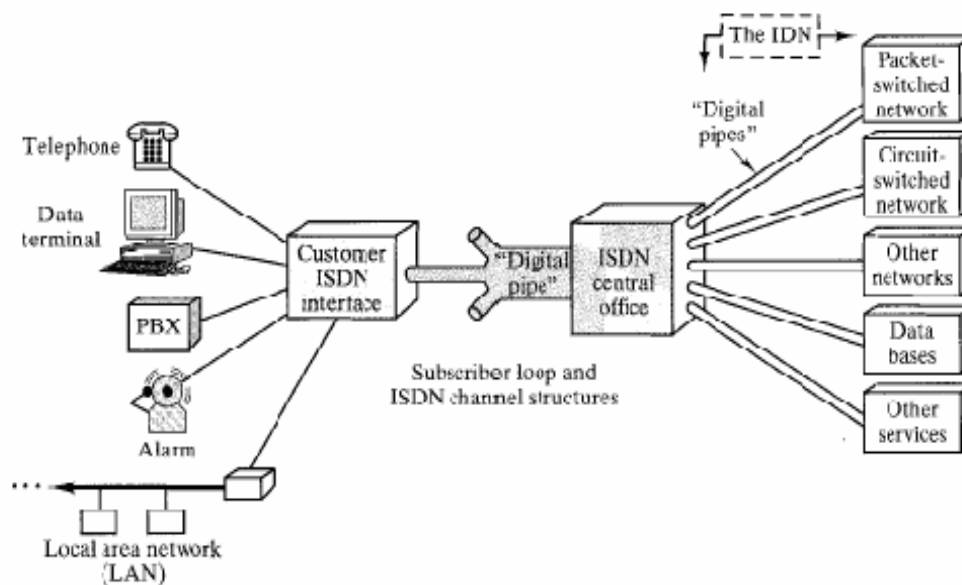 The IDN
Packet-
switched
network
"Digital
pipes"
Circuit-
switched
network
Telephone
Data
terminal
Customer
ISDN
interface
"Digital
pipe"
ISDN
central
office
Other
networks
PBX
Data
bases
Subscriber loop and
ISDN channel structures
Other
services
Alarm
Local area network
(LAN)